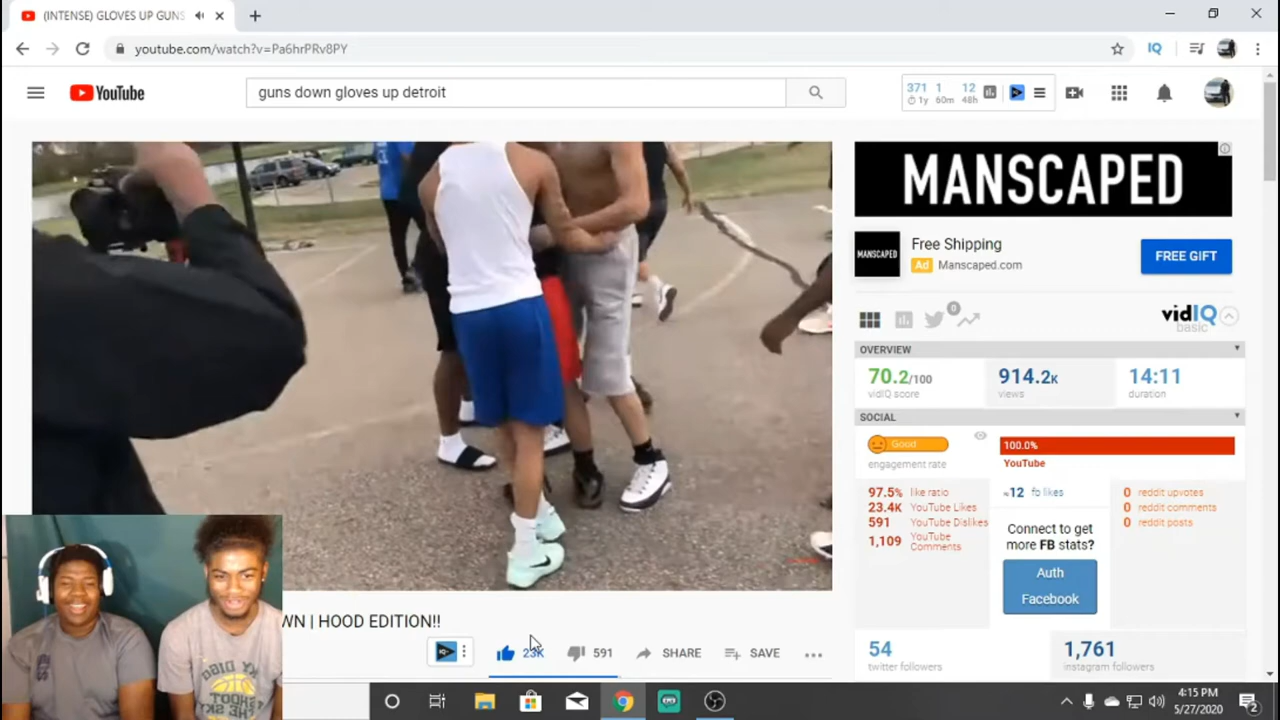 (INTENSE) GLOVES UP GUNS
youtube.com/watch?v=Pa6hrPRv8PY
IQ
YouTube
guns down gloves up detroit
371 1 12
1y 60m 48h
MANSCAPED
MANSCAPED
Free Shipping
Ad Manscaped.com
FREE GIFT
0
vidIQ
basic
OVERVIEW
70.2/100
vidIQ score
914.2K
views
14:11
duration
SOCIAL
Good
engagement rate
100.0%
YouTube
97.5% like ratio
23.4K YouTube Likes
591 YouTube Dislikes
1,109 YouTube Comments
≈12 fb likes
Connect to get
more FB stats?
Auth
Facebook
0 reddit upvotes
0 reddit comments
0 reddit posts
54
twitter followers
1,761
instagram followers
WN | HOOD EDITION!!
23K
591
SHARE
SAVE
4:15 PM
5/27/2020
2